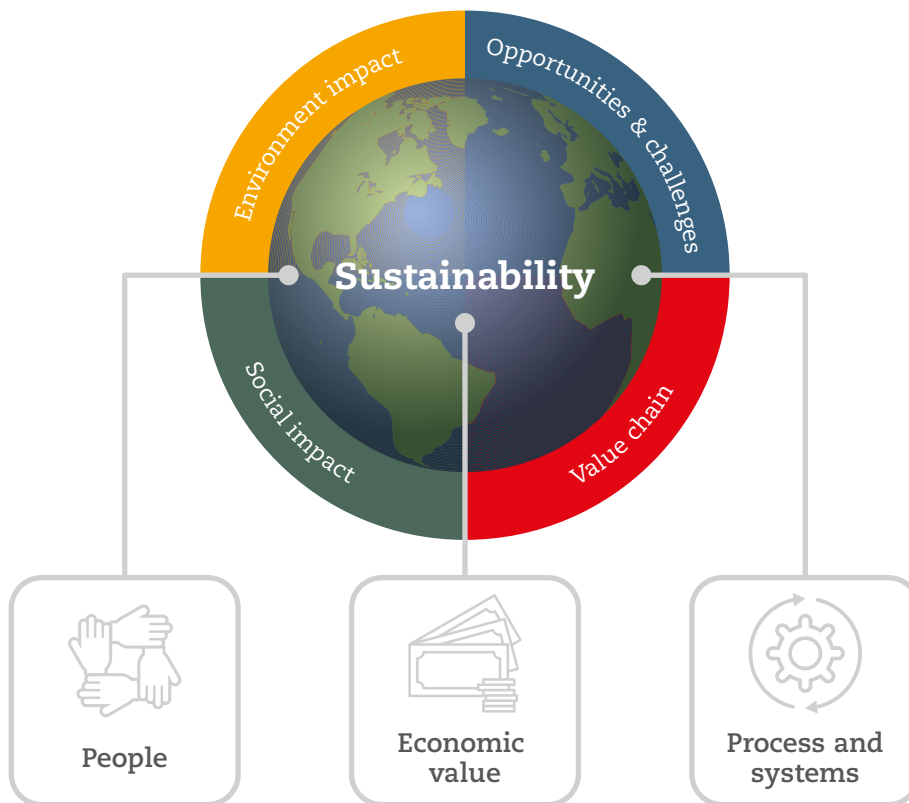 Environment impact
Opportunities & challenges
Sustainability
Social impact
Value chain
People
Economic
value
Process and
systems